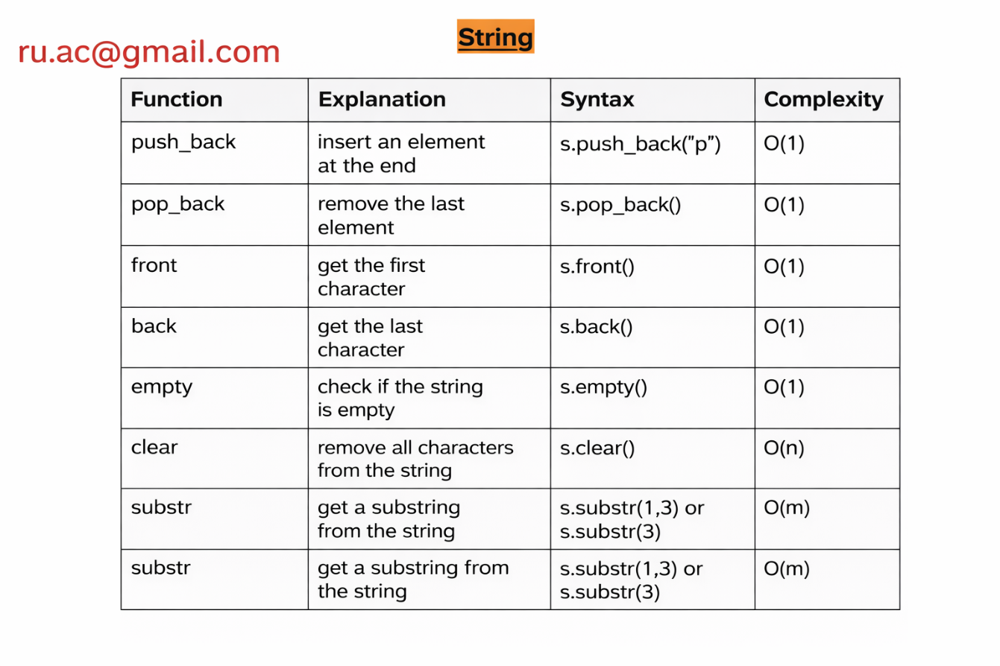 String
ru.ac@gmail.com
Function Explanation Syntax Complexity
push_back insert an element s.push_back("p") O(1)
at the end
pop_back remove the last s.pop_back() O(1)
element
front get the first s.front() O(1)
character
back get the last s.back() O(1)
character
empty check if the string s.empty() O(1)
is empty
clear remove all characters s.clear() O(n)
from the string
substr get a substring s.substr(1,3) or O(m)
from the string s.substr(3)
substr get a substring from s.substr(1,3) or O(m)
the string s.substr(3)